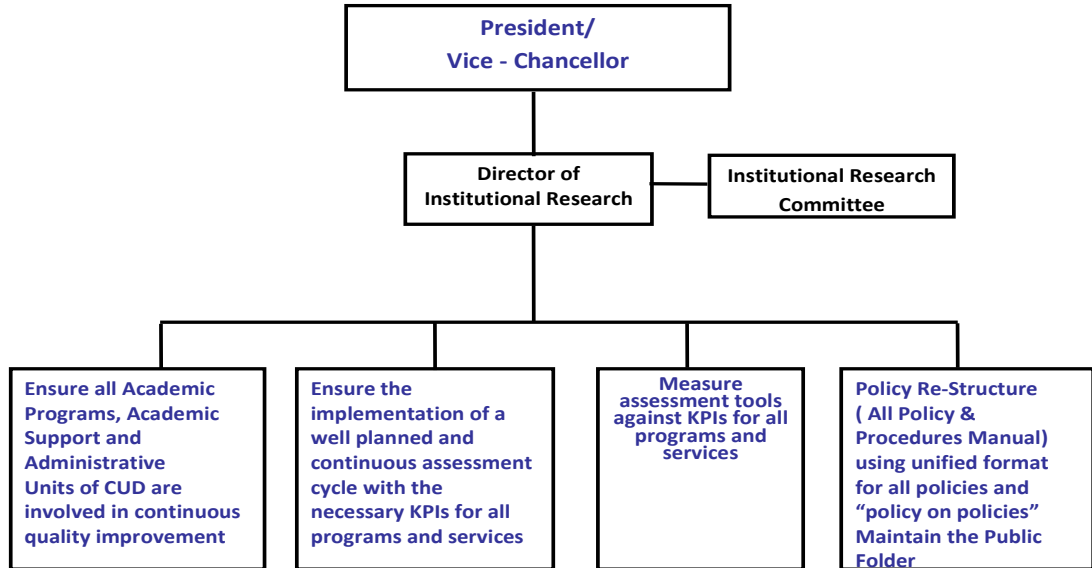 President/
Vice - Chancellor
Director of
Institutional Research
Institutional Research
Committee
Ensure all Academic
Programs, Academic
Support and
Administrative
Units of CUD are
involved in continuous
quality improvement
Ensure the
implementation of a
well planned and
continuous assessment
cycle with the
necessary KPIs for all
programs and services
Measure
assessment tools
against KPIs for all
programs and
services
Policy Re-Structure
( All Policy &
Procedures Manual)
using unified format
for all policies and
“policy on policies”
Maintain the Public
Folder